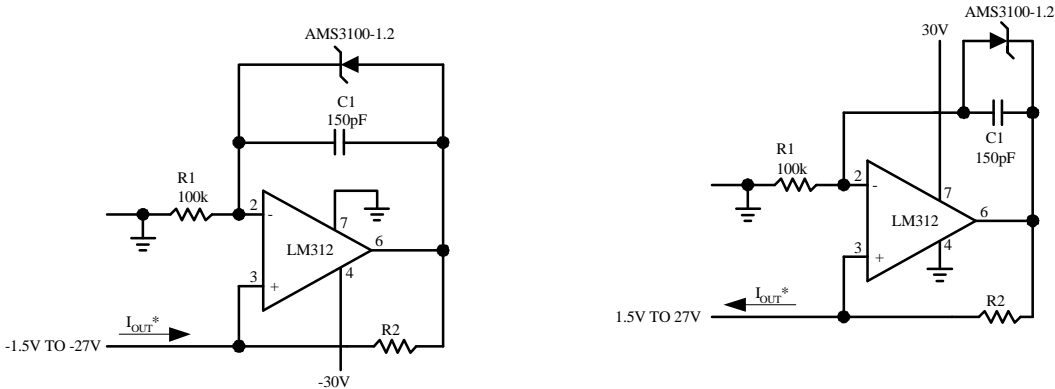 AMS3100-1.2
C1
150pF
R1
100k
2
-
7
LM312
6
3
+
4
I_OUT*
R2
-1.5V TO -27V
-30V
AMS3100-1.2
30V
C1
150pF
R1
100k
2
-
7
LM312
6
3
+
4
I_OUT*
R2
1.5V TO 27V